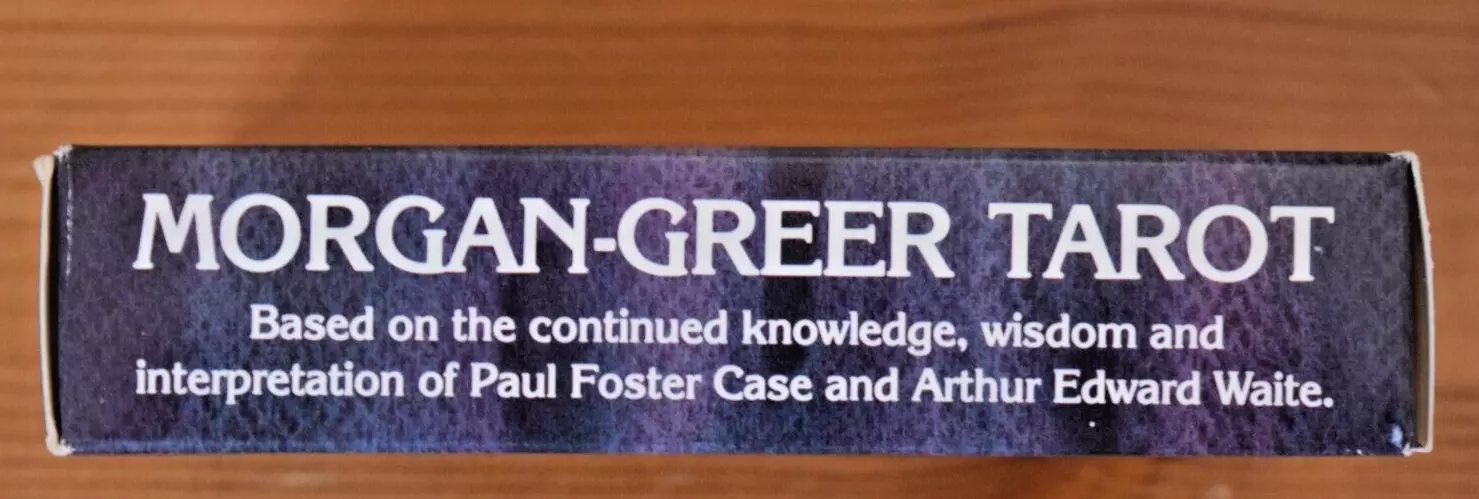 MORGAN-GREER TAROT
Based on the continued knowledge, wisdom and
interpretation of Paul Foster Case and Arthur Edward Waite.